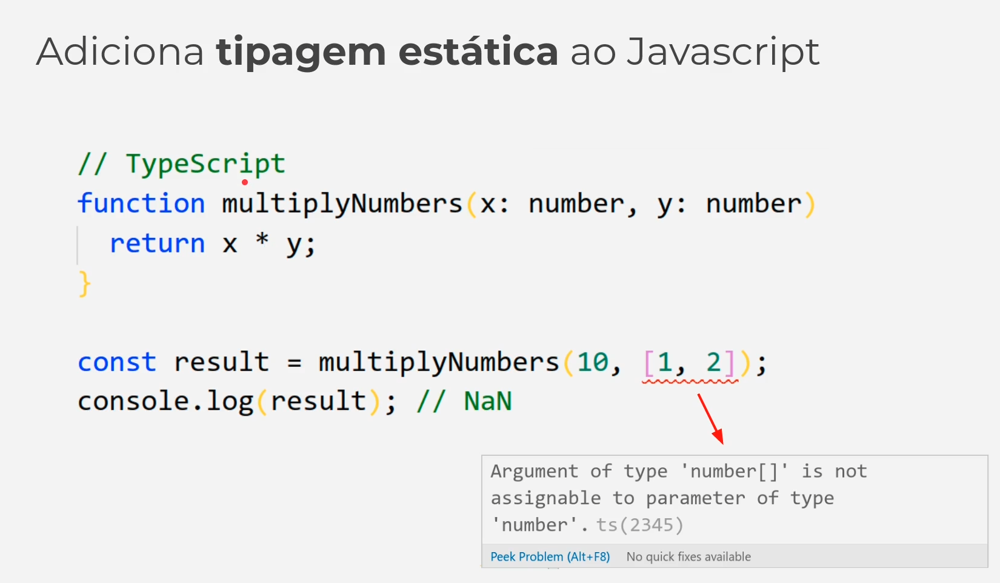 Adiciona tipagem estática ao Javascript
// TypeScript
function multiplyNumbers(x: number, y: number)
return x * y;
}
const result = multiplyNumbers(10, [1, 2]);
console.log(result); // NaN
Argument of type 'number[]' is not
assignable to parameter of type
'number'. ts(2345)
Peek Problem (Alt+F8) No quick fixes available